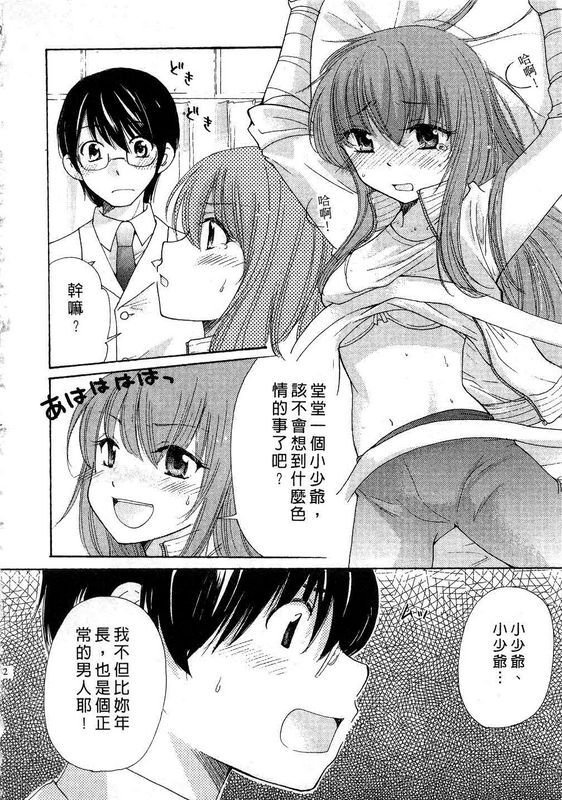 哈啊！
哈啊！
どき
どき
幹嘛？
堂堂一個小少爺，
該不會想到什麼色
情的事了吧？
あはははは っ
小少爺、
小少爺…
我不但比妳年
長，也是個正
常的男人耶！
2